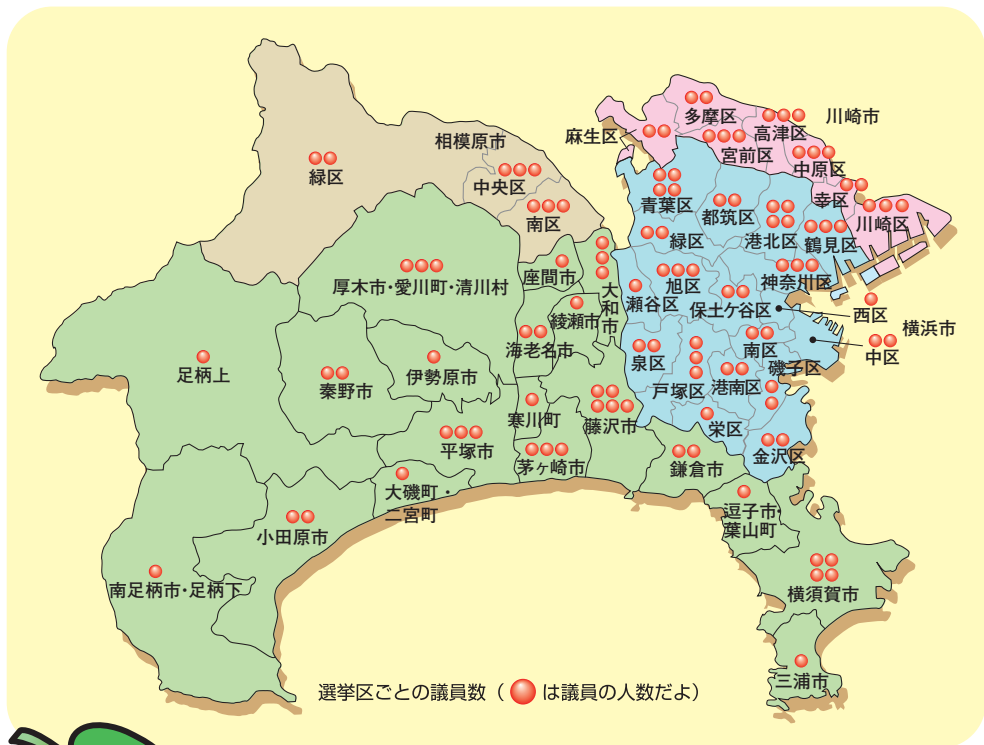 多摩区
川崎市
高津区
麻生区
宮前区
中原区
幸区
川崎区
相模原市
緑区
中央区
南区
青葉区
都筑区
港北区
鶴見区
緑区
神奈川区
旭区
瀬谷区
保土ケ谷区
西区
横浜市
中区
南区
磯子区
泉区
戸塚区
港南区
栄区
金沢区
座間市
大和市
綾瀬市
海老名市
厚木市・愛川町・清川村
足柄上
秦野市
伊勢原市
寒川町
藤沢市
平塚市
茅ヶ崎市
鎌倉市
大磯町・
二宮町
小田原市
逗子市・
葉山町
南足柄市・足柄下
横須賀市
三浦市
選挙区ごとの議員数（ は議員の人数だよ）